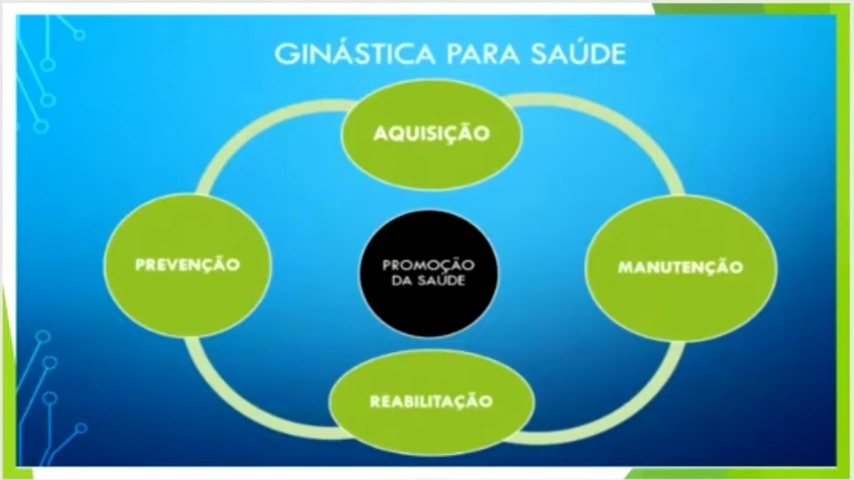 GINÁSTICA PARA SAÚDE
AQUISIÇÃO
PREVENÇÃO
PROMOÇÃO
DA SAÚDE
MANUTENÇÃO
REABILITAÇÃO